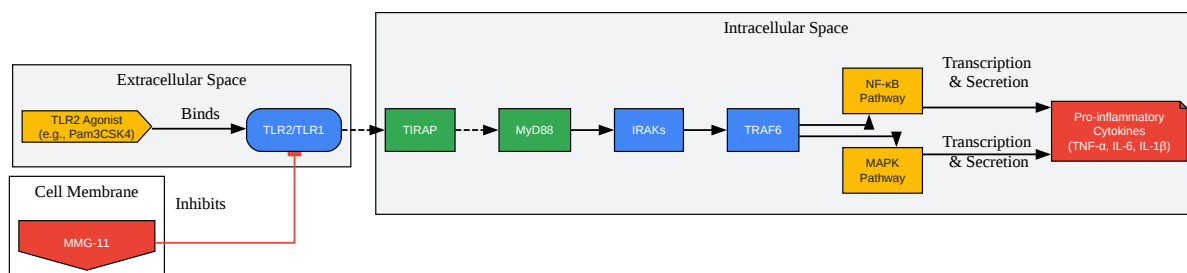 Intracellular Space
Extracellular Space
TLR2 Agonist
(e.g., Pam3CSK4)
Binds
TLR2/TLR1
TIRAP
MyD88
IRAKs
TRAF6
NF-κB
Pathway
Transcription
& Secretion
MAPK
Pathway
Transcription
& Secretion
Pro-inflammatory
Cytokines
(TNF-α, IL-6, IL-1β)
Cell Membrane
MMG-11
Inhibits